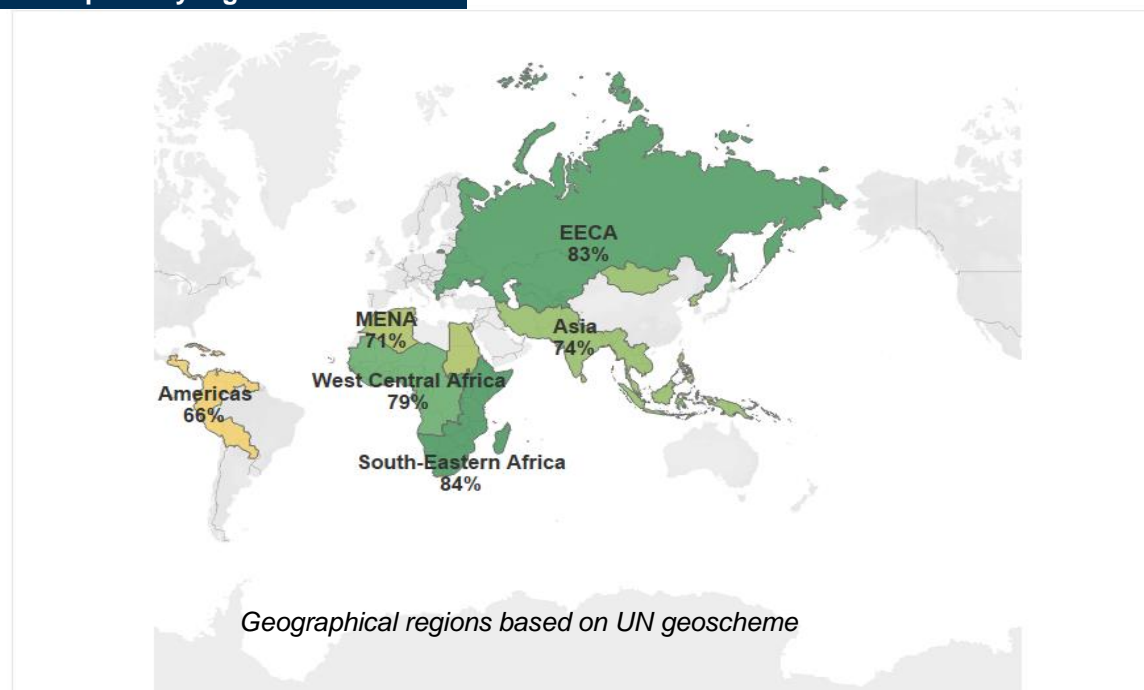 EECA
83%
MENA
71%
Asia
74%
West Central Africa
79%
Americas
66%
South-Eastern Africa
84%
Geographical regions based on UN geoscheme